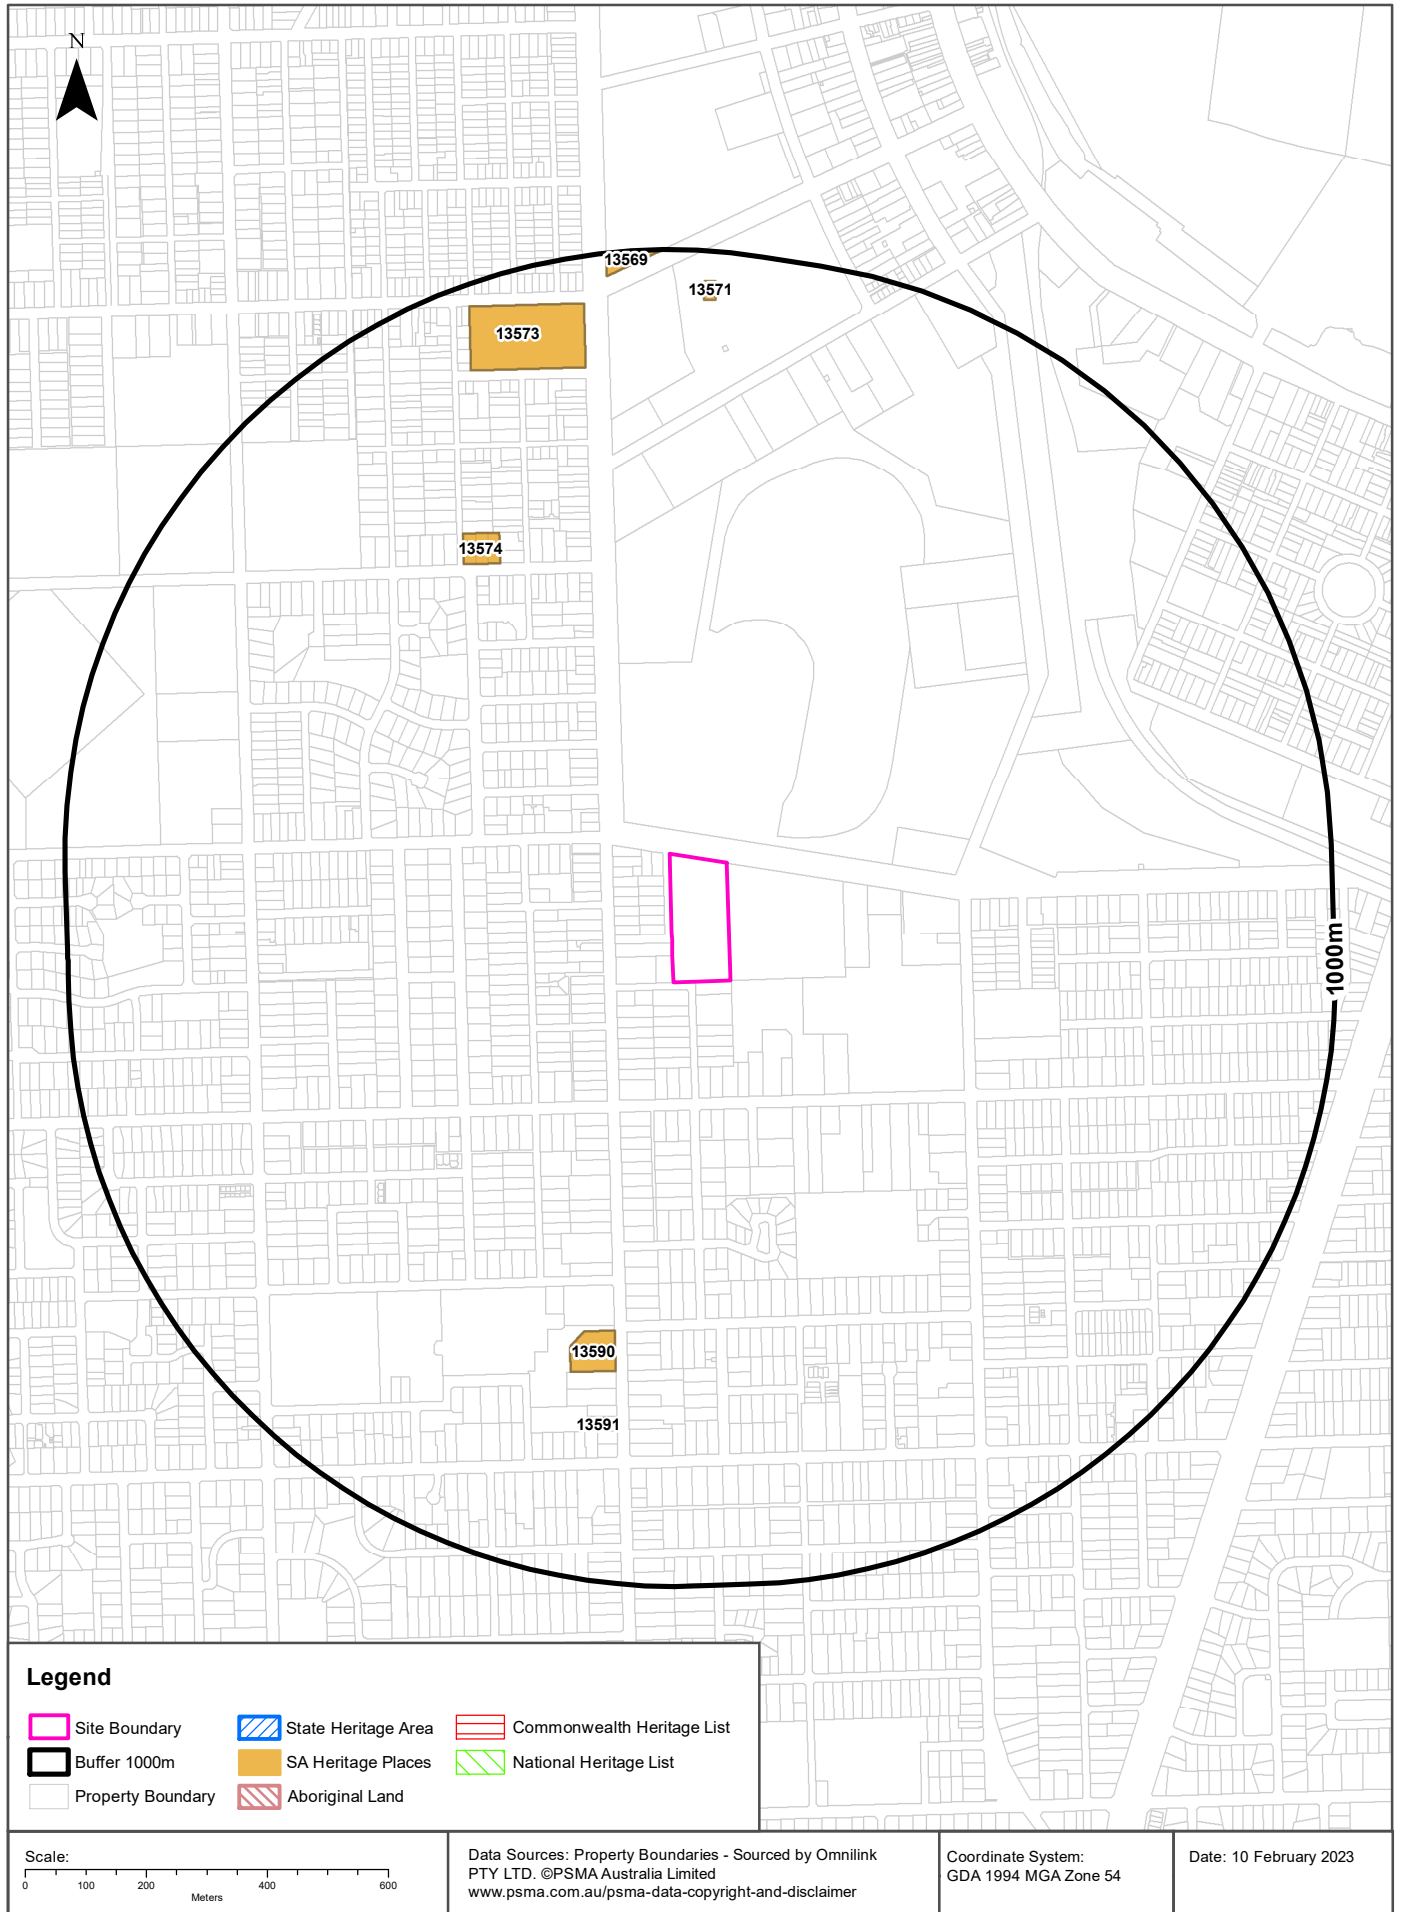 N
13569
13571
13573
13574
1000m
13590
13591
Legend
Site Boundary
Buffer 1000m
Property Boundary
State Heritage Area
SA Heritage Places
Aboriginal Land
Commonwealth Heritage List
National Heritage List
Scale:
0 100 200 400 600
Meters
Data Sources: Property Boundaries - Sourced by Omnilink
PTY LTD. ©PSMA Australia Limited
www.psma.com.au/psma-data-copyright-and-disclaimer
Coordinate System:
GDA 1994 MGA Zone 54
Date: 10 February 2023